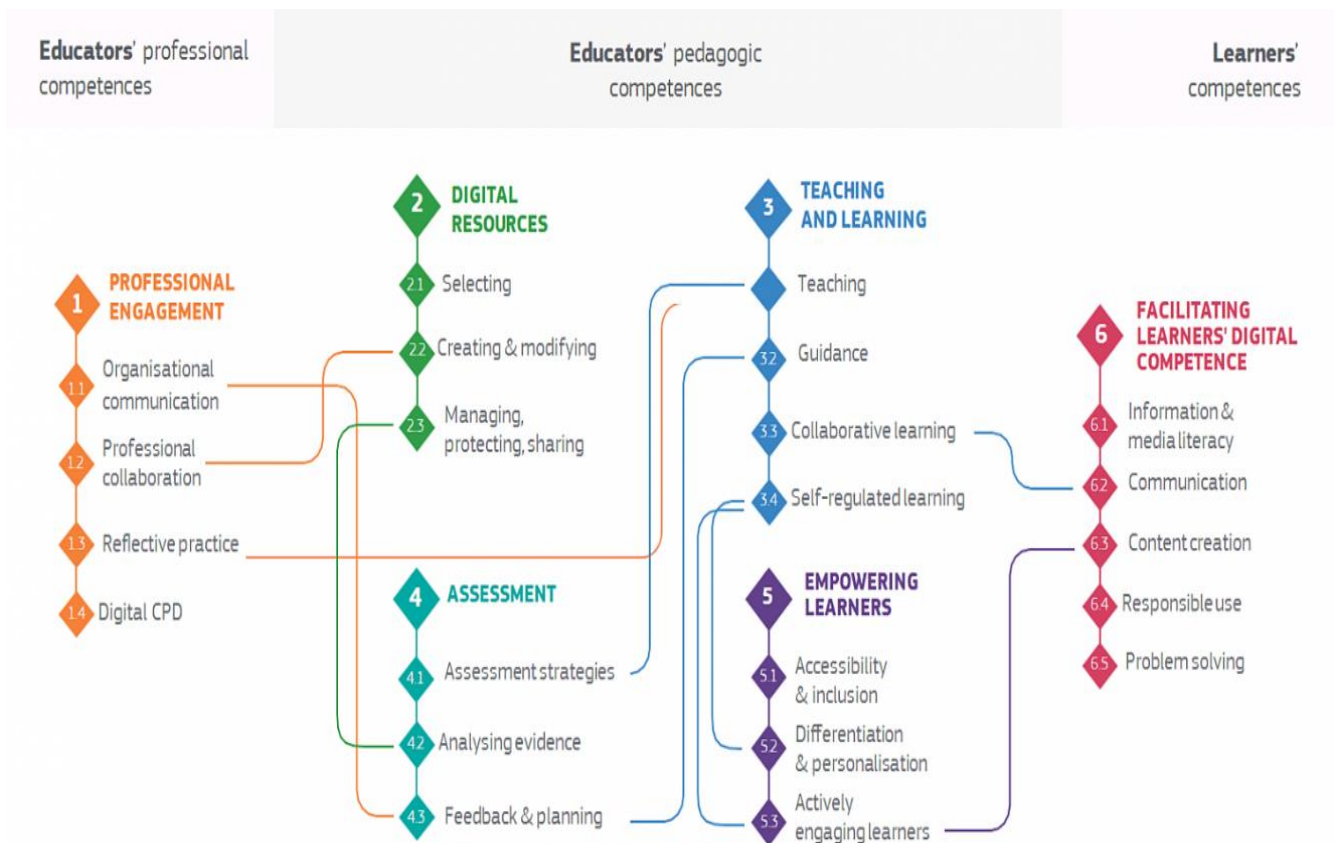 Educators' professional
competences
Educators' pedagogic
competences
Learners'
competences
1
PROFESSIONAL
ENGAGEMENT
1.1
Organisational
communication
1.2
Professional
collaboration
1.3
Reflective practice
1.4
Digital CPD
2
DIGITAL
RESOURCES
2.1
Selecting
2.2
Creating & modifying
2.3
Managing,
protecting, sharing
3
TEACHING
AND LEARNING
Teaching
3.2
Guidance
3.3
Collaborative learning
3.4
Self-regulated learning
4
ASSESSMENT
4.1
Assessment strategies
4.2
Analysing evidence
4.3
Feedback & planning
5
EMPOWERING
LEARNERS
5.1
Accessibility
& inclusion
5.2
Differentiation
& personalisation
5.3
Actively
engaging learners
6
FACILITATING
LEARNERS' DIGITAL
COMPETENCE
6.1
Information &
media literacy
6.2
Communication
6.3
Content creation
6.4
Responsible use
6.5
Problem solving